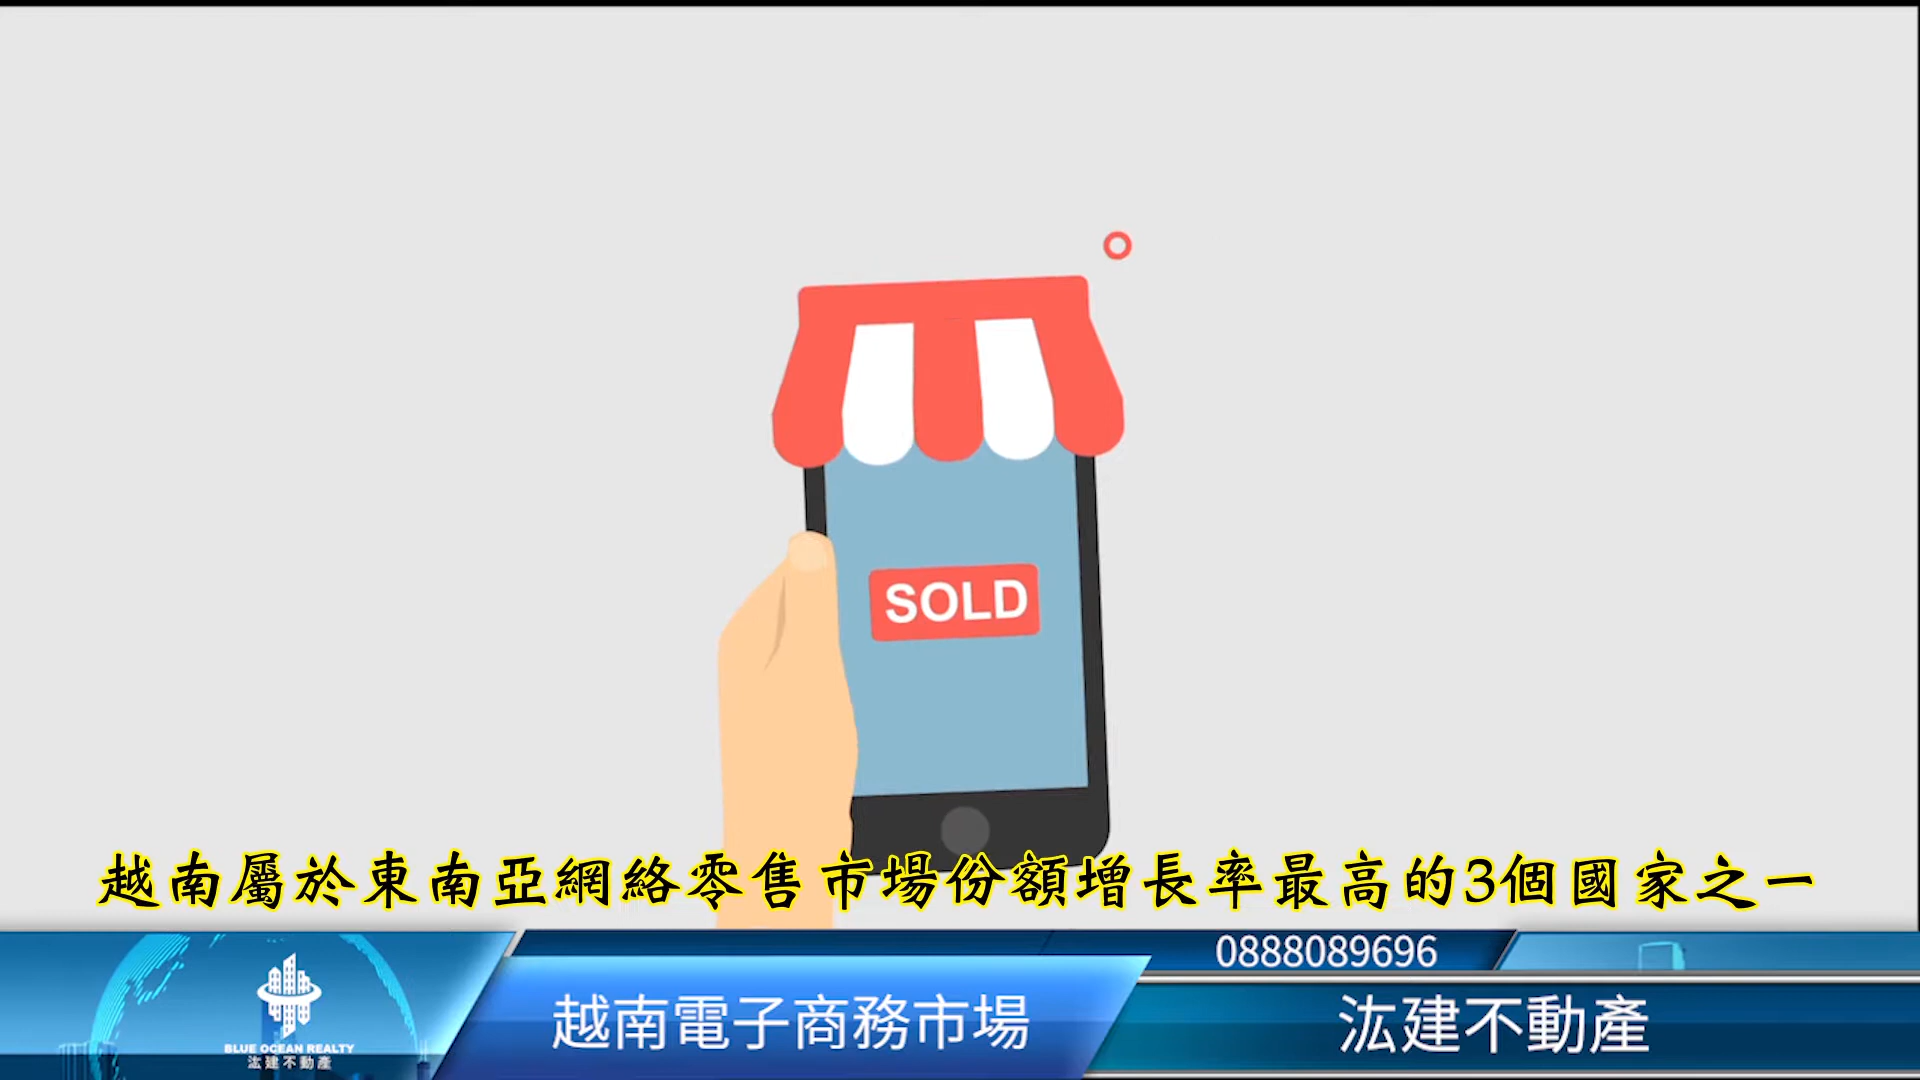 SOLD
越南屬於東南亞網絡零售市場份額增長率最高的3個國家之一
0888089696
BLUE OCEAN REALTY
汯建不動產
越南電子商務市場
汯建不動產